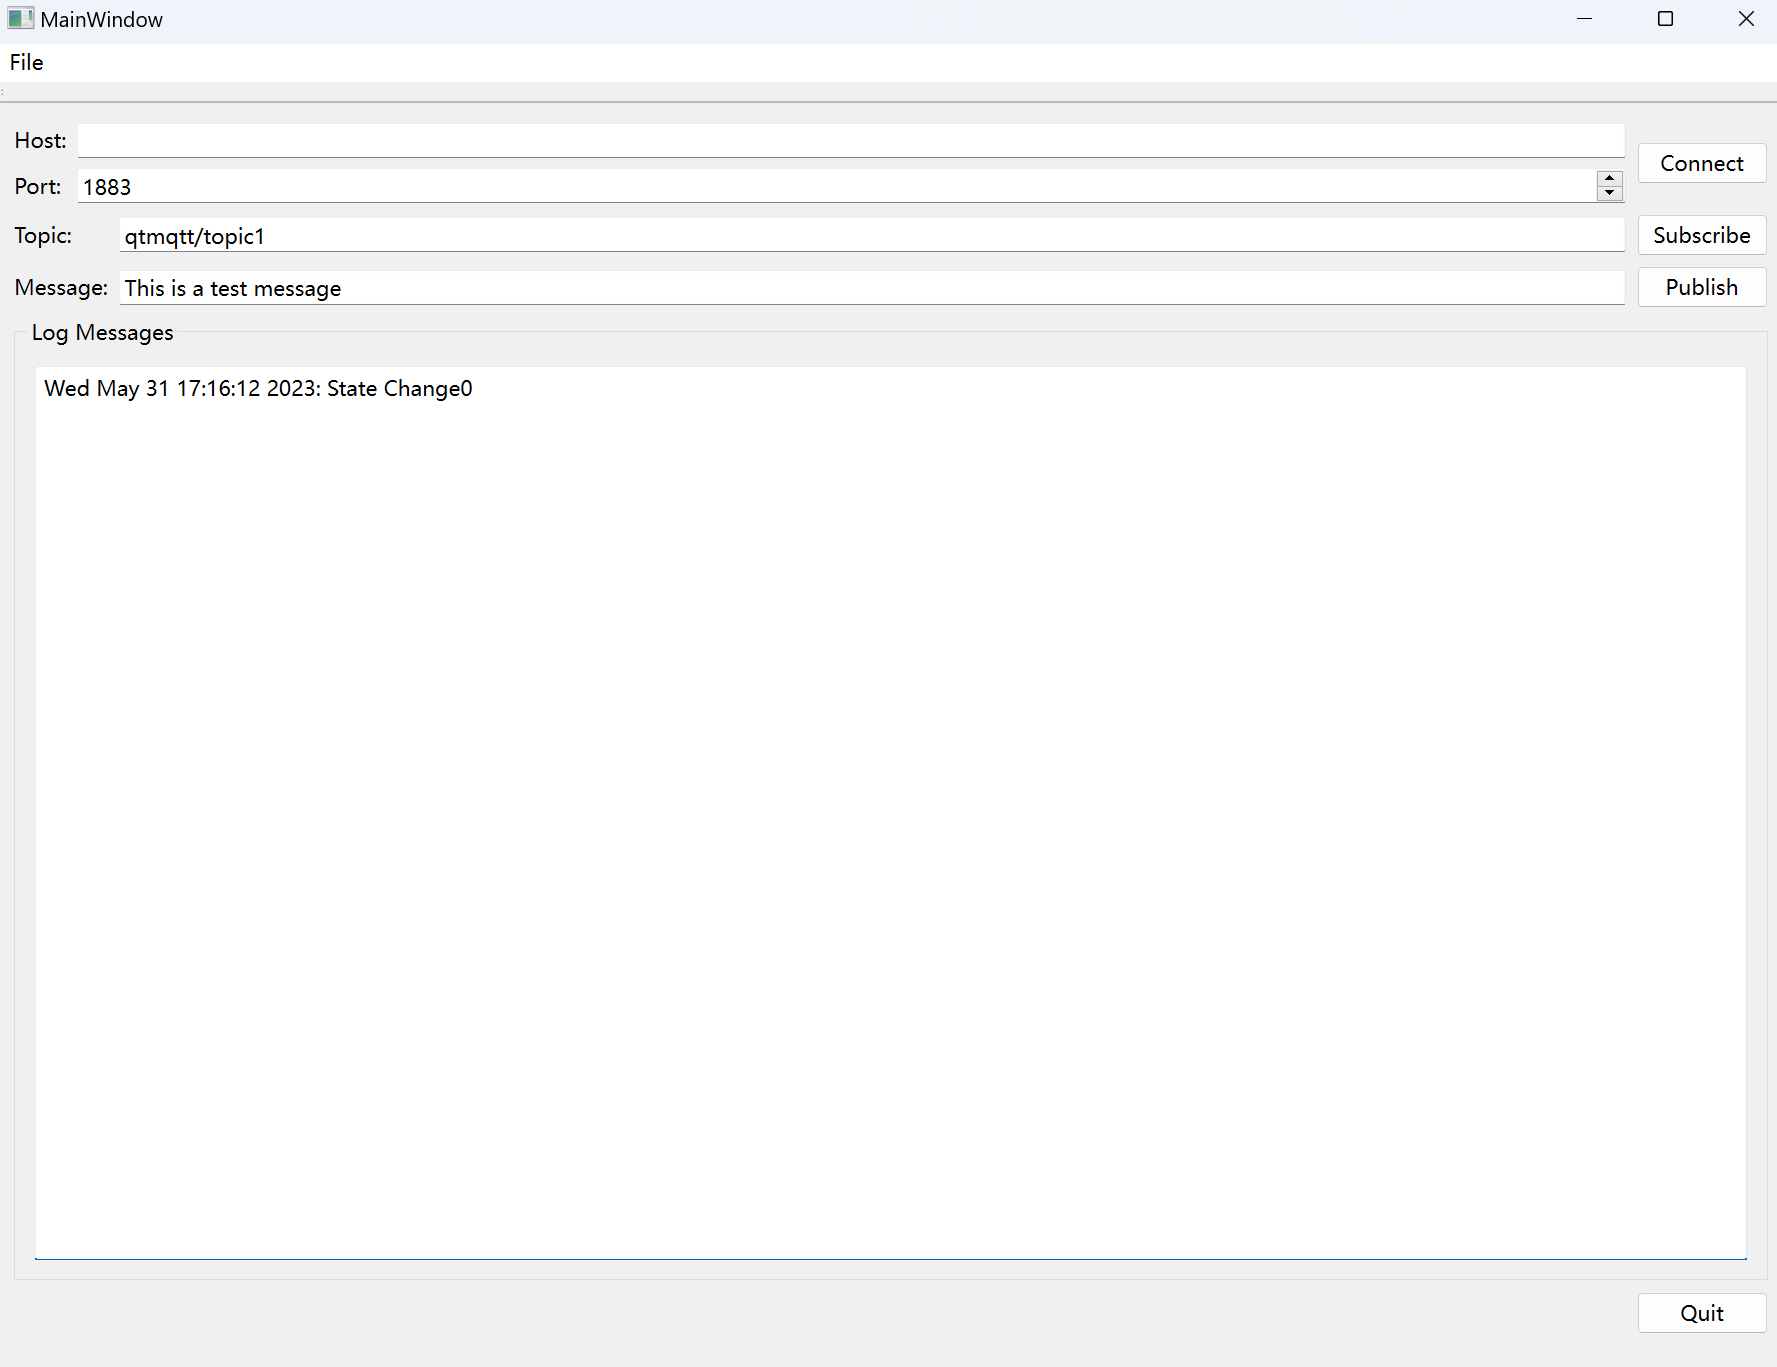 MainWindow
File
Host:
Connect
Port: 1883
Topic: qtmqtt/topic1 Subscribe
Message: This is a test message Publish
Log Messages
Wed May 31 17:16:12 2023: State Change0
Quit